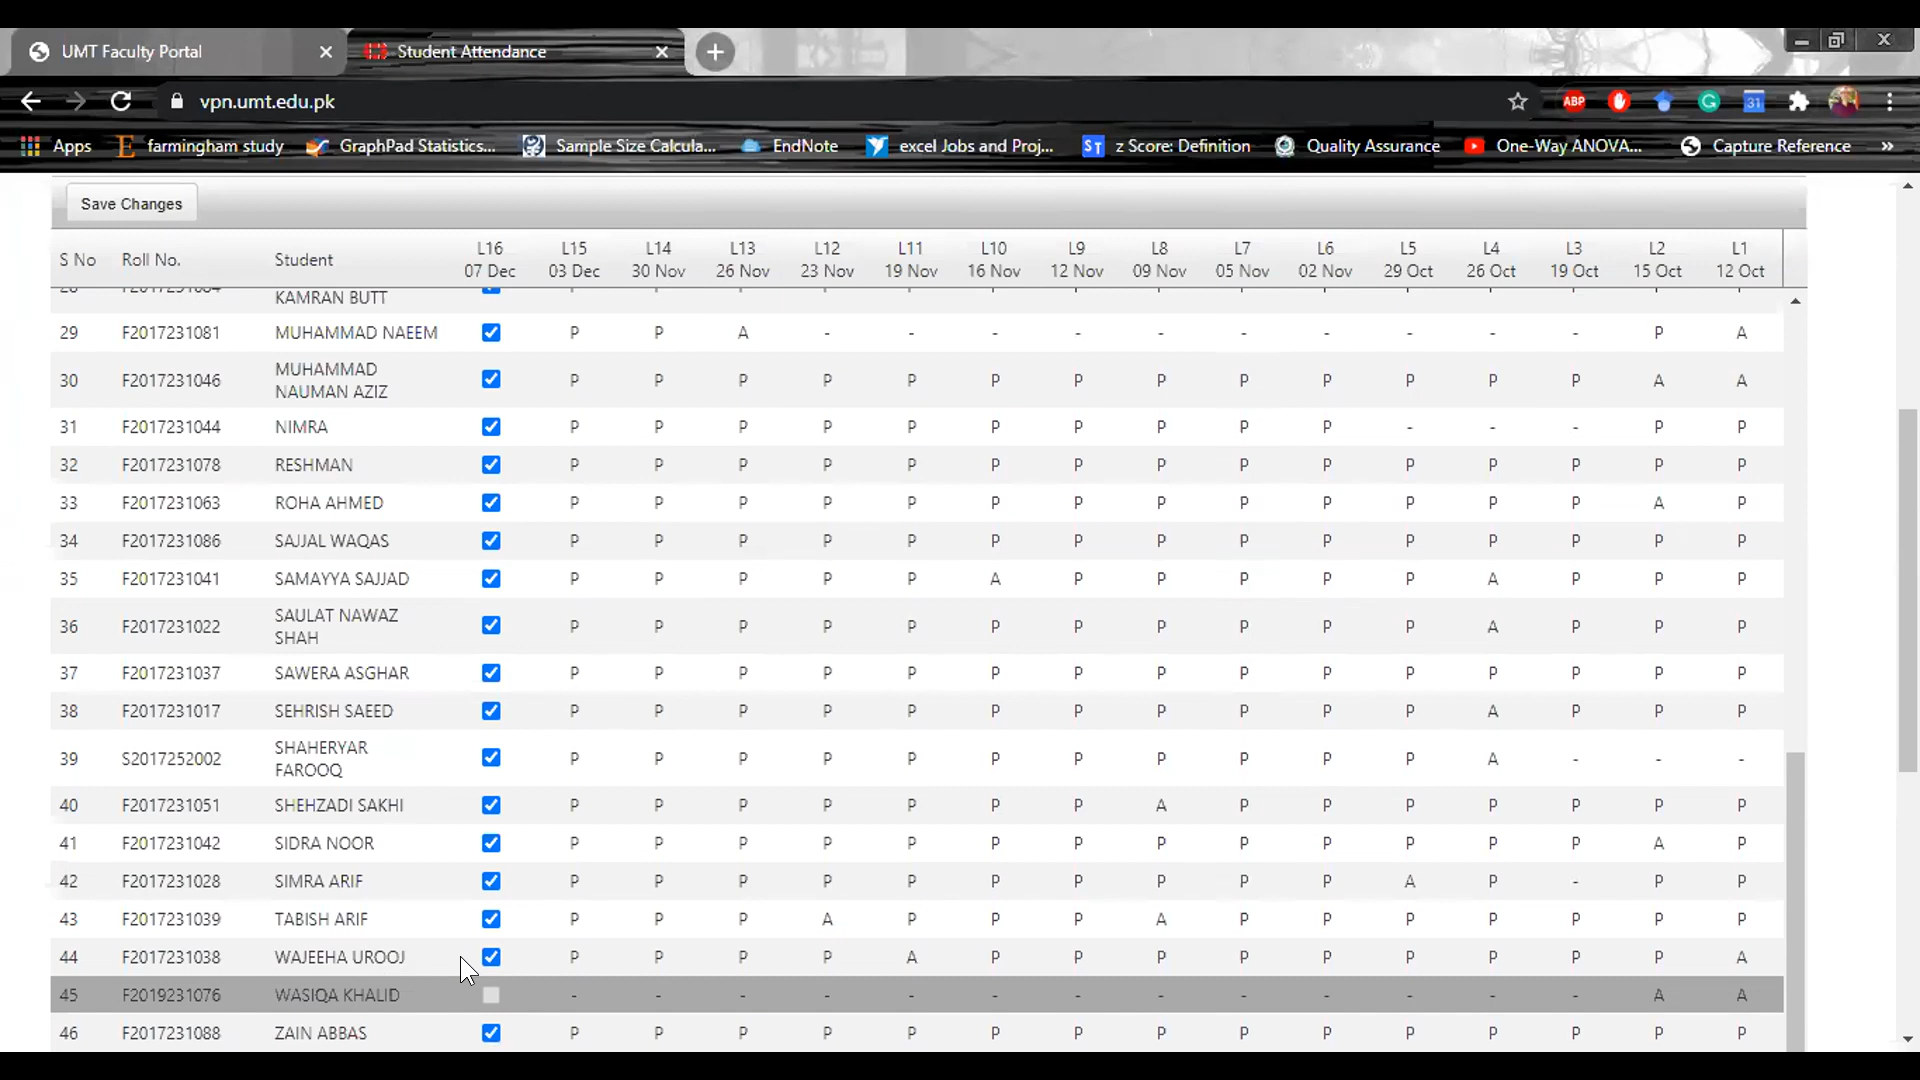 UMT Faculty Portal Student Attendance
vpn.umt.edu.pk ABP 31
Apps farmingham study GraphPad Statistics... Sample Size Calcula... EndNote excel Jobs and Proj... ST z Score: Definition Quality Assurance One-Way ANOVA... Capture Reference »
Save Changes
S No Roll No. Student L16 L15 L14 L13 L12 L11 L10 L9 L8 L7 L6 L5 L4 L3 L2 L1
07 Dec 03 Dec 30 Nov 26 Nov 23 Nov 19 Nov 16 Nov 12 Nov 09 Nov 05 Nov 02 Nov 29 Oct 26 Oct 19 Oct 15 Oct 12 Oct
KAMRAN BUTT
29 F2017231081 MUHAMMAD NAEEM P P A - - - - - - - - - - P A
30 F2017231046 MUHAMMAD NAUMAN AZIZ P P P P P P P P P P P P P A A
31 F2017231044 NIMRA P P P P P P P P P P - - - P P
32 F2017231078 RESHMAN P P P P P P P P P P P P P P P
33 F2017231063 ROHA AHMED P P P P P P P P P P P P P A P
34 F2017231086 SAJJAL WAQAS P P P P P P P P P P P P P P P
35 F2017231041 SAMAYYA SAJJAD P P P P P A P P P P P A P P P
36 F2017231022 SAULAT NAWAZ SHAH P P P P P P P P P P P A P P P
37 F2017231037 SAWERA ASGHAR P P P P P P P P P P P P P P P
38 F2017231017 SEHRISH SAEED P P P P P P P P P P P A P P P
39 S2017252002 SHAHERYAR FAROOQ P P P P P P P P P P P A - - -
40 F2017231051 SHEHZADI SAKHI P P P P P P P A P P P P P P P
41 F2017231042 SIDRA NOOR P P P P P P P P P P P P P A P
42 F2017231028 SIMRA ARIF P P P P P P P P P P A P - P P
43 F2017231039 TABISH ARIF P P P A P P P A P P P P P P P
44 F2017231038 WAJEEHA UROOJ P P P P A P P P P P P P P P A
45 F2019231076 WASIQA KHALID - - - - - - - - - - - - - A A
46 F2017231088 ZAIN ABBAS P P P P P P P P P P P P P P P